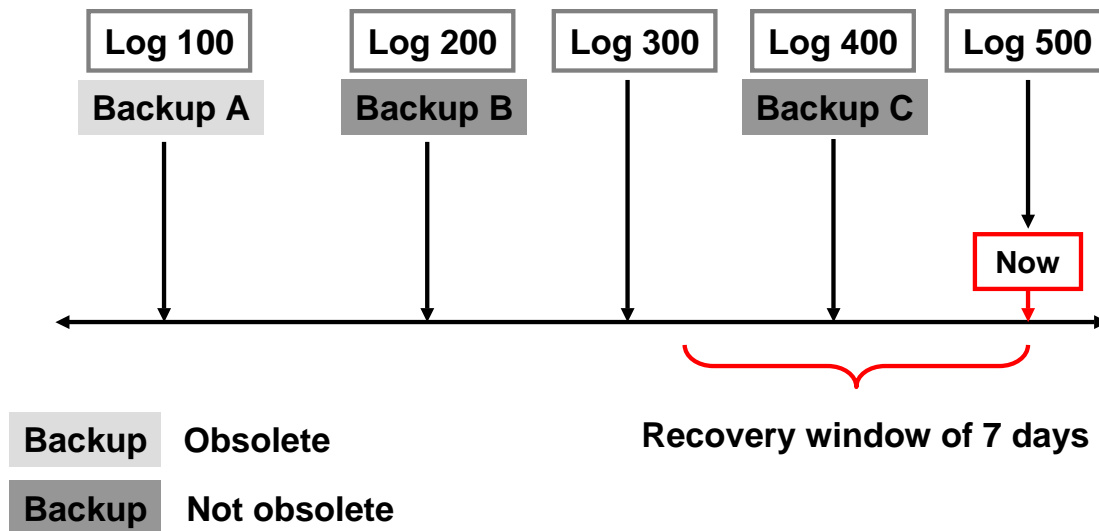 Log 100
Log 200
Log 300
Log 400
Log 500
Backup A
Backup B
Backup C
Now
Recovery window of 7 days
Backup Obsolete
Backup Not obsolete